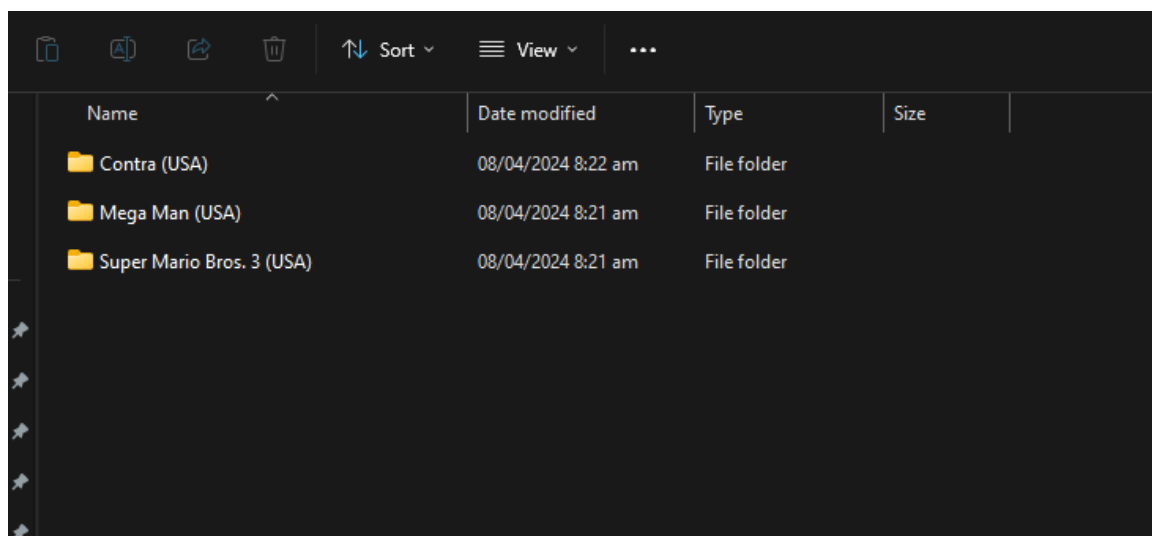 Sort View
Name Date modified Type Size
Contra (USA) 08/04/2024 8:22 am File folder
Mega Man (USA) 08/04/2024 8:21 am File folder
Super Mario Bros. 3 (USA) 08/04/2024 8:21 am File folder